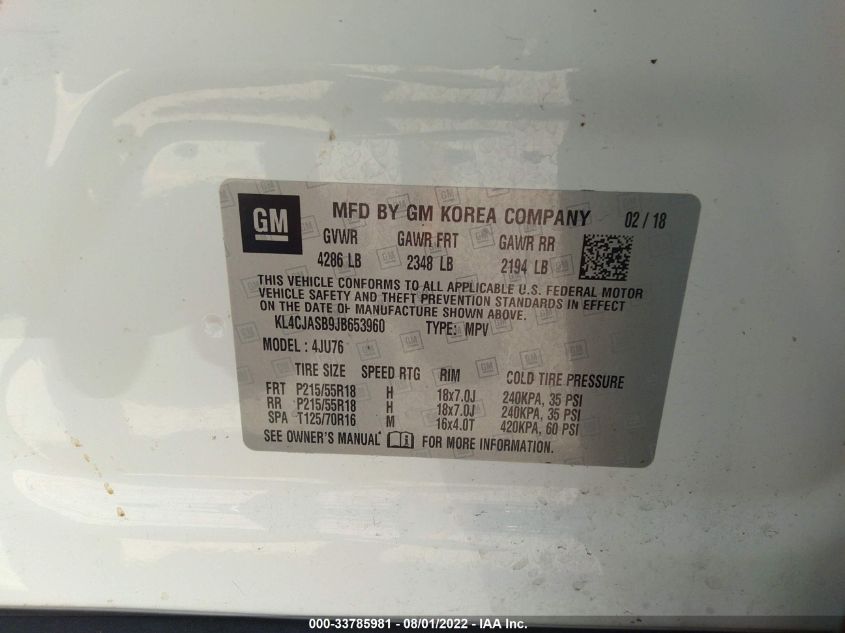 GM
MFD BY GM KOREA COMPANY 02 / 18
GVWR GAWR FRT GAWR RR
4286 LB 2348 LB 2194 LB
THIS VEHICLE CONFORMS TO ALL APPLICABLE U.S. FEDERAL MOTOR
VEHICLE SAFETY AND THEFT PREVENTION STANDARDS IN EFFECT
ON THE DATE OF MANUFACTURE SHOWN ABOVE.
KL4CJASB9JB653960 TYPE: MPV
MODEL : 4JU76
TIRE SIZE SPEED RTG RIM COLD TIRE PRESSURE
FRT P215/55R18 H 18x7.0J 240KPA, 35 PSI
RR P215/55R18 H 18x7.0J 240KPA, 35 PSI
SPA T125/70R16 M 16x4.0T 420KPA, 60 PSI
SEE OWNER'S MANUAL FOR MORE INFORMATION.
000-33785981 - 08/01/2022 - IAA Inc.